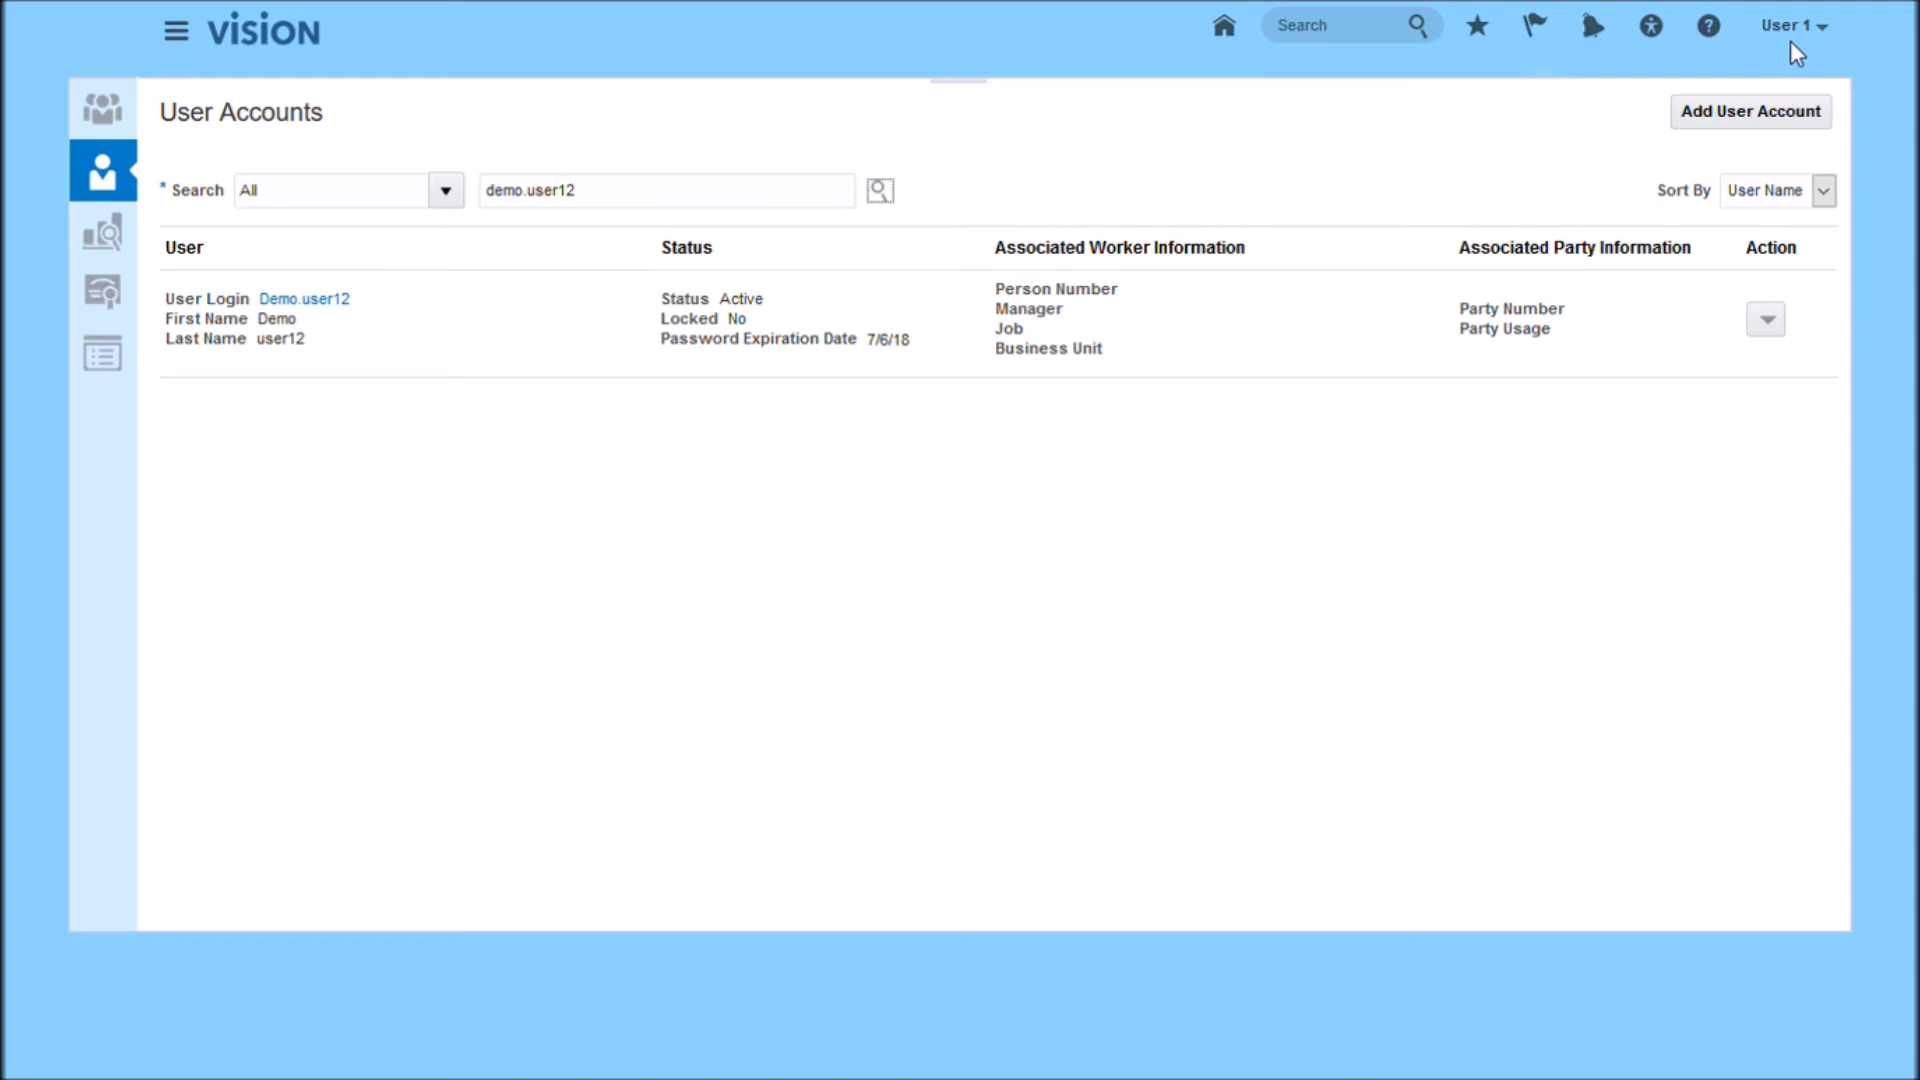 vision
Search
User 1
User Accounts
Add User Account
* Search All demo.user12
Sort By User Name
User Status Associated Worker Information Associated Party Information Action
User Login Demo.user12
First Name Demo
Last Name user12
Status Active
Locked No
Password Expiration Date 7/6/18
Person Number
Manager
Job
Business Unit
Party Number
Party Usage